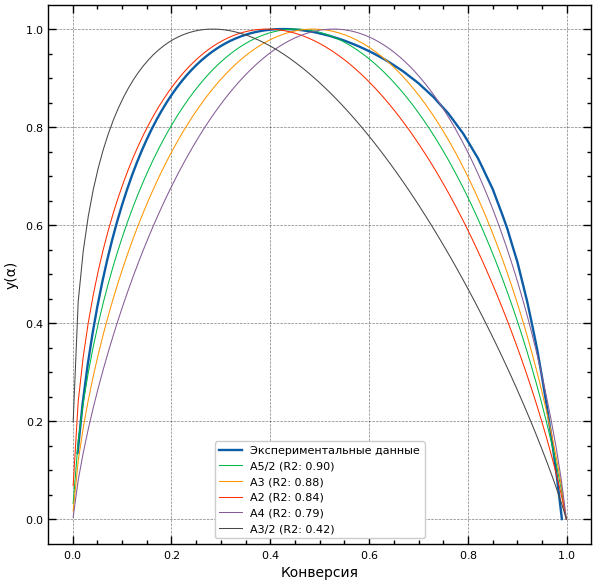 y(α)
1.0
0.8
0.6
0.4
0.2
0.0
Экспериментальные данные
A5/2 (R2: 0.90)
A3 (R2: 0.88)
A2 (R2: 0.84)
A4 (R2: 0.79)
A3/2 (R2: 0.42)
0.0 0.2 0.4 0.6 0.8 1.0
Конверсия